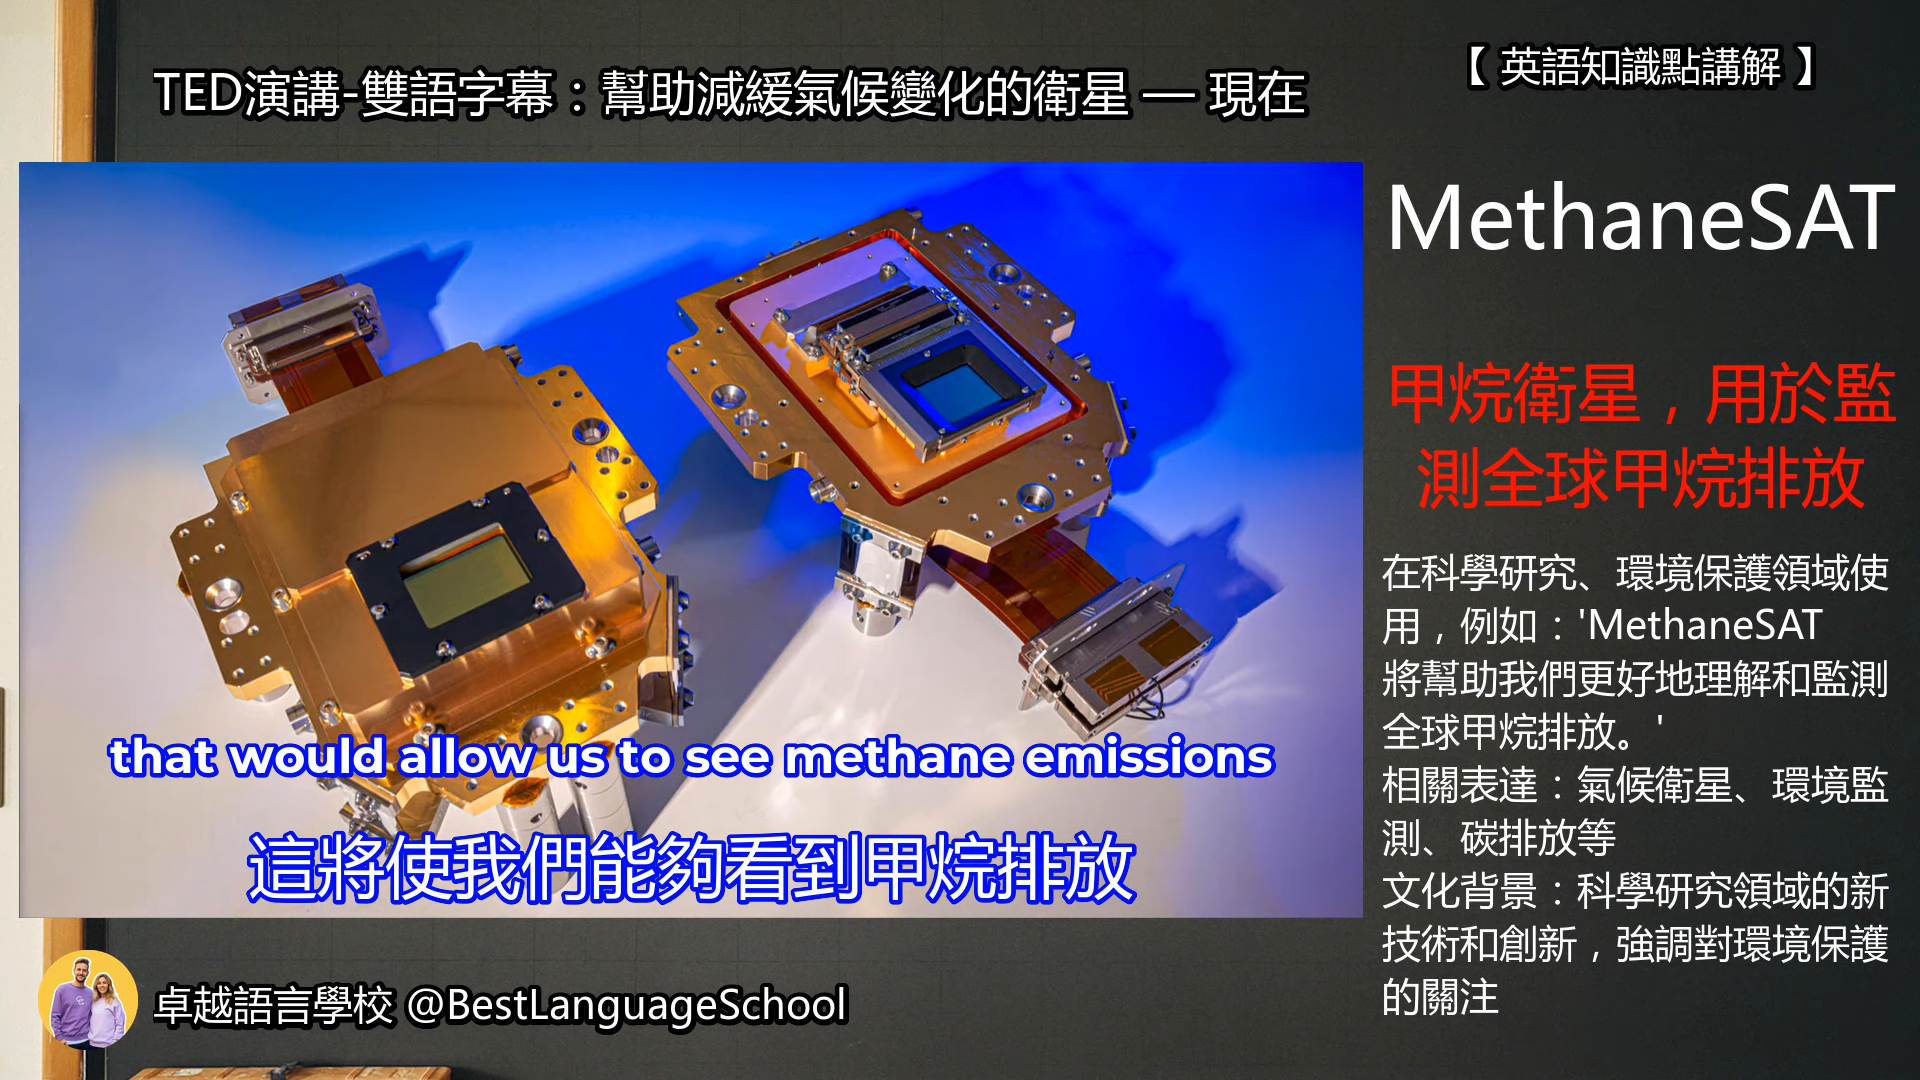 TED演講-雙語字幕：幫助減緩氣候變化的衛星 — 現在
【 英語知識點講解 】
MethaneSAT
甲烷衛星，用於監
測全球甲烷排放
在科學研究、環境保護領域使
用，例如：'MethaneSAT
將幫助我們更好地理解和監測
全球甲烷排放。'
相關表達：氣候衛星、環境監
測、碳排放等
文化背景：科學研究領域的新
技術和創新，強調對環境保護
的關注
that would allow us to see methane emissions
這將使我們能夠看到甲烷排放
卓越語言學校 @BestLanguageSchool